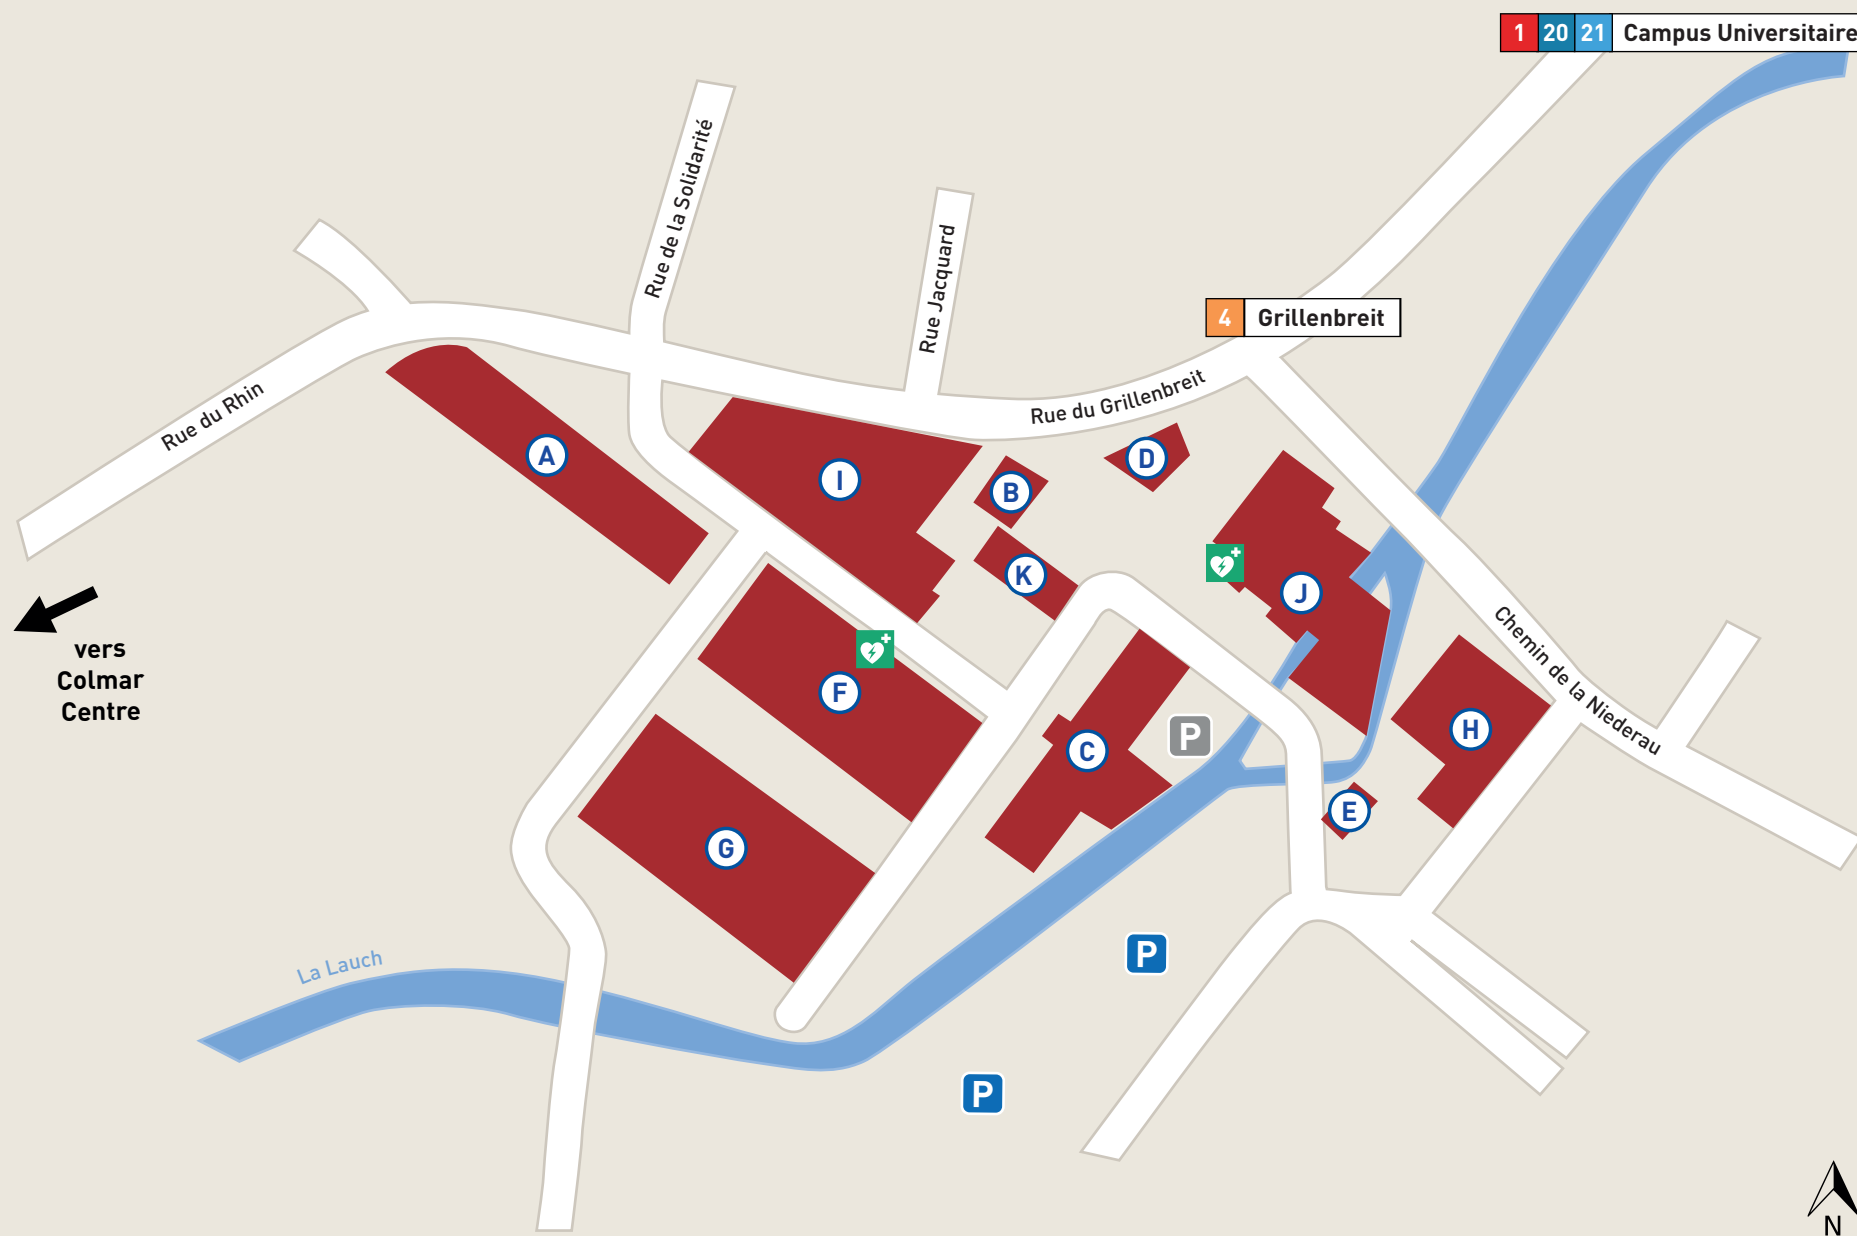 1 20 21 Campus Universitaire
Rue de la Solidarité
Rue Jacquard
4 Grillenbreit
Rue du Rhin
Rue du Grillenbreit
A
I
B
D
K
J
vers
Colmar
Centre
F
C
P
H
Chemin de la Niederau
E
G
La Lauch
P
P
N